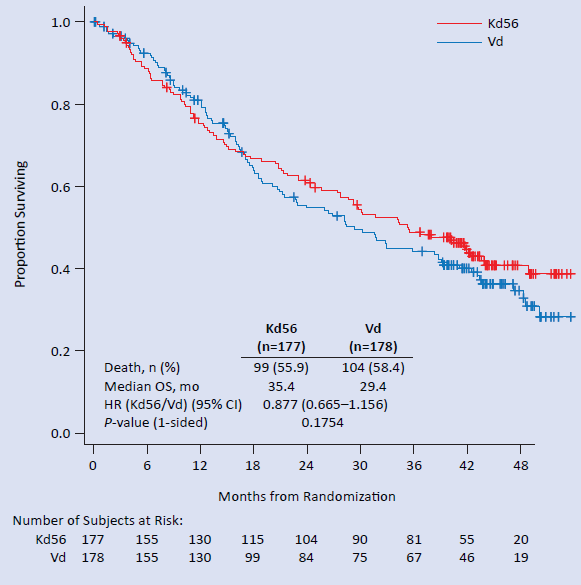 Kd56
Vd
1.0
0.8
0.6
0.4
0.2
0.0
Proportion Surviving
Kd56 Vd
(n=177) (n=178)
Death, n (%) 99 (55.9) 104 (58.4)
Median OS, mo 35.4 29.4
HR (Kd56/Vd) (95% CI) 0.877 (0.665–1.156)
P-value (1-sided) 0.1754
0 6 12 18 24 30 36 42 48
Months from Randomization
Number of Subjects at Risk:
Kd56 177 155 130 115 104 90 81 55 20
Vd 178 155 130 99 84 75 67 46 19